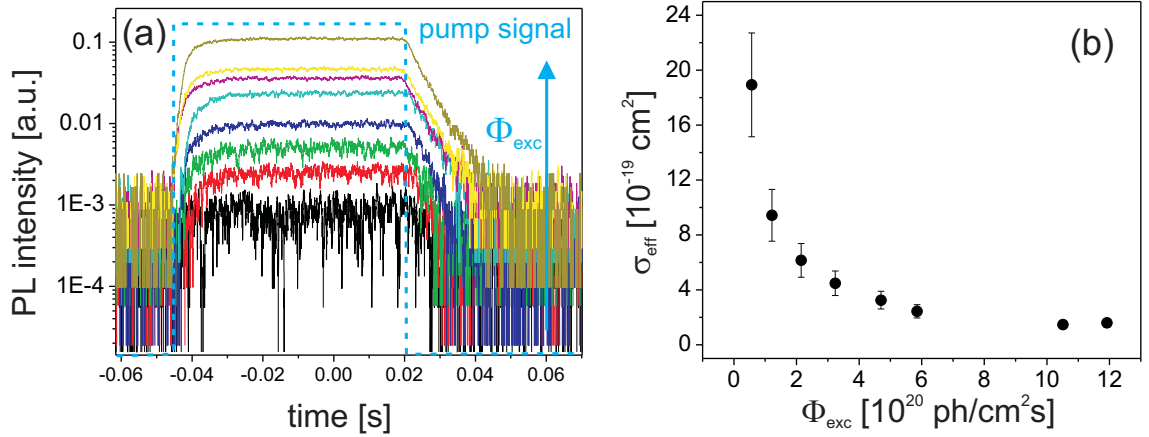 (a)
pump signal
Φexc
0.1
0.01
1E-3
1E-4
PL intensity [a.u.]
-0.06 -0.04 -0.02 0.00 0.02 0.04 0.06
time [s]
(b)
24
20
16
12
8
4
0
σeff [10⁻¹⁹ cm²]
0 2 4 6 8 10 12
Φexc [10²⁰ ph/cm²s]